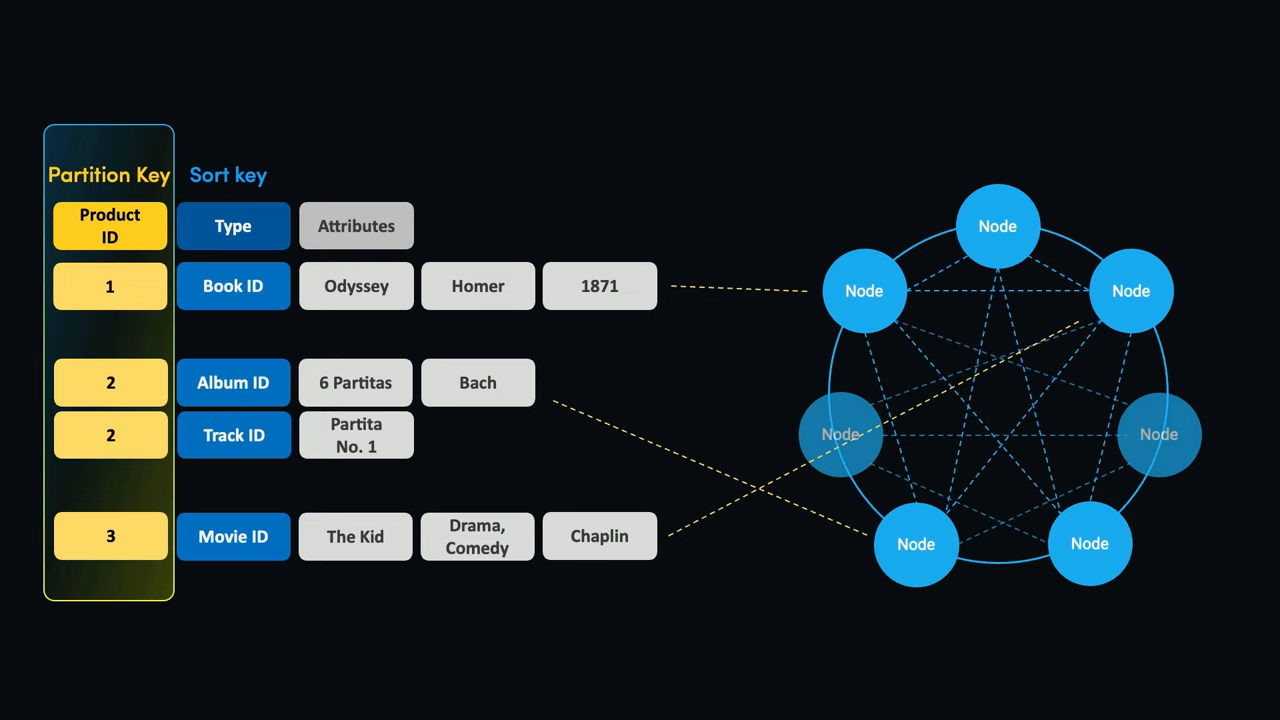 Partition Key
Sort key
Product
ID
Type
Attributes
1
Book ID
Odyssey
Homer
1871
2
Album ID
6 Partitas
Bach
2
Track ID
Partita
No. 1
3
Movie ID
The Kid
Drama,
Comedy
Chaplin
Node
Node
Node
Node
Node
Node
Node